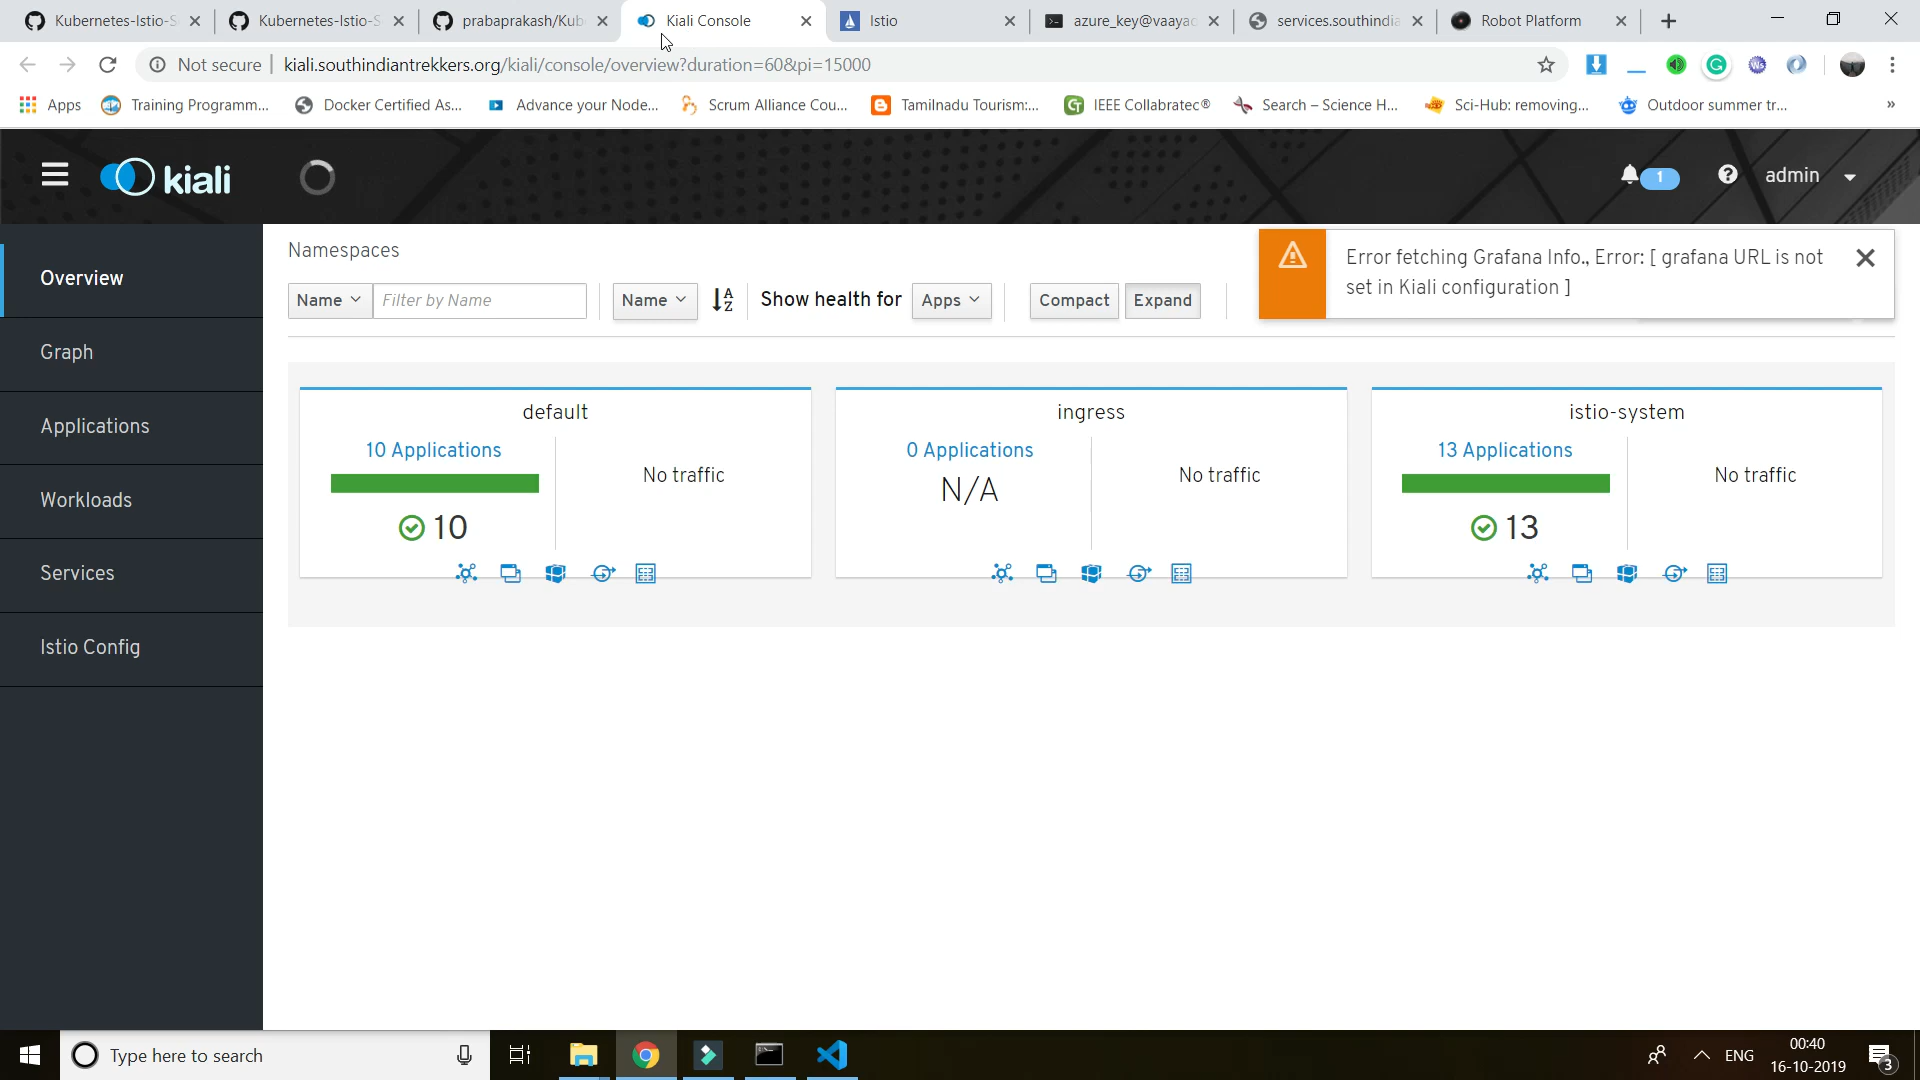 Kubernetes-Istio-S
Kubernetes-Istio-S
prabaprakash/Kub
Kiali Console
Istio
azure_key@vaayac
services.southindia
Robot Platform
Not secure
kiali.southindiantrekkers.org/kiali/console/overview?duration=60&pi=15000
Apps
Training Programm...
Docker Certified As...
Advance your Node...
Scrum Alliance Cou...
Tamilnadu Tourism:...
IEEE Collabratec®
Search – Science H...
Sci-Hub: removing...
Outdoor summer tr...
»
kiali
1
admin
Overview
Graph
Applications
Workloads
Services
Istio Config
Namespaces
Name
Filter by Name
Name
Show health for
Apps
Compact
Expand
Error fetching Grafana Info., Error: [ grafana URL is not
set in Kiali configuration ]
default
10 Applications
10
No traffic
ingress
0 Applications
N/A
No traffic
istio-system
13 Applications
13
No traffic
Type here to search
ENG
00:40
16-10-2019
3